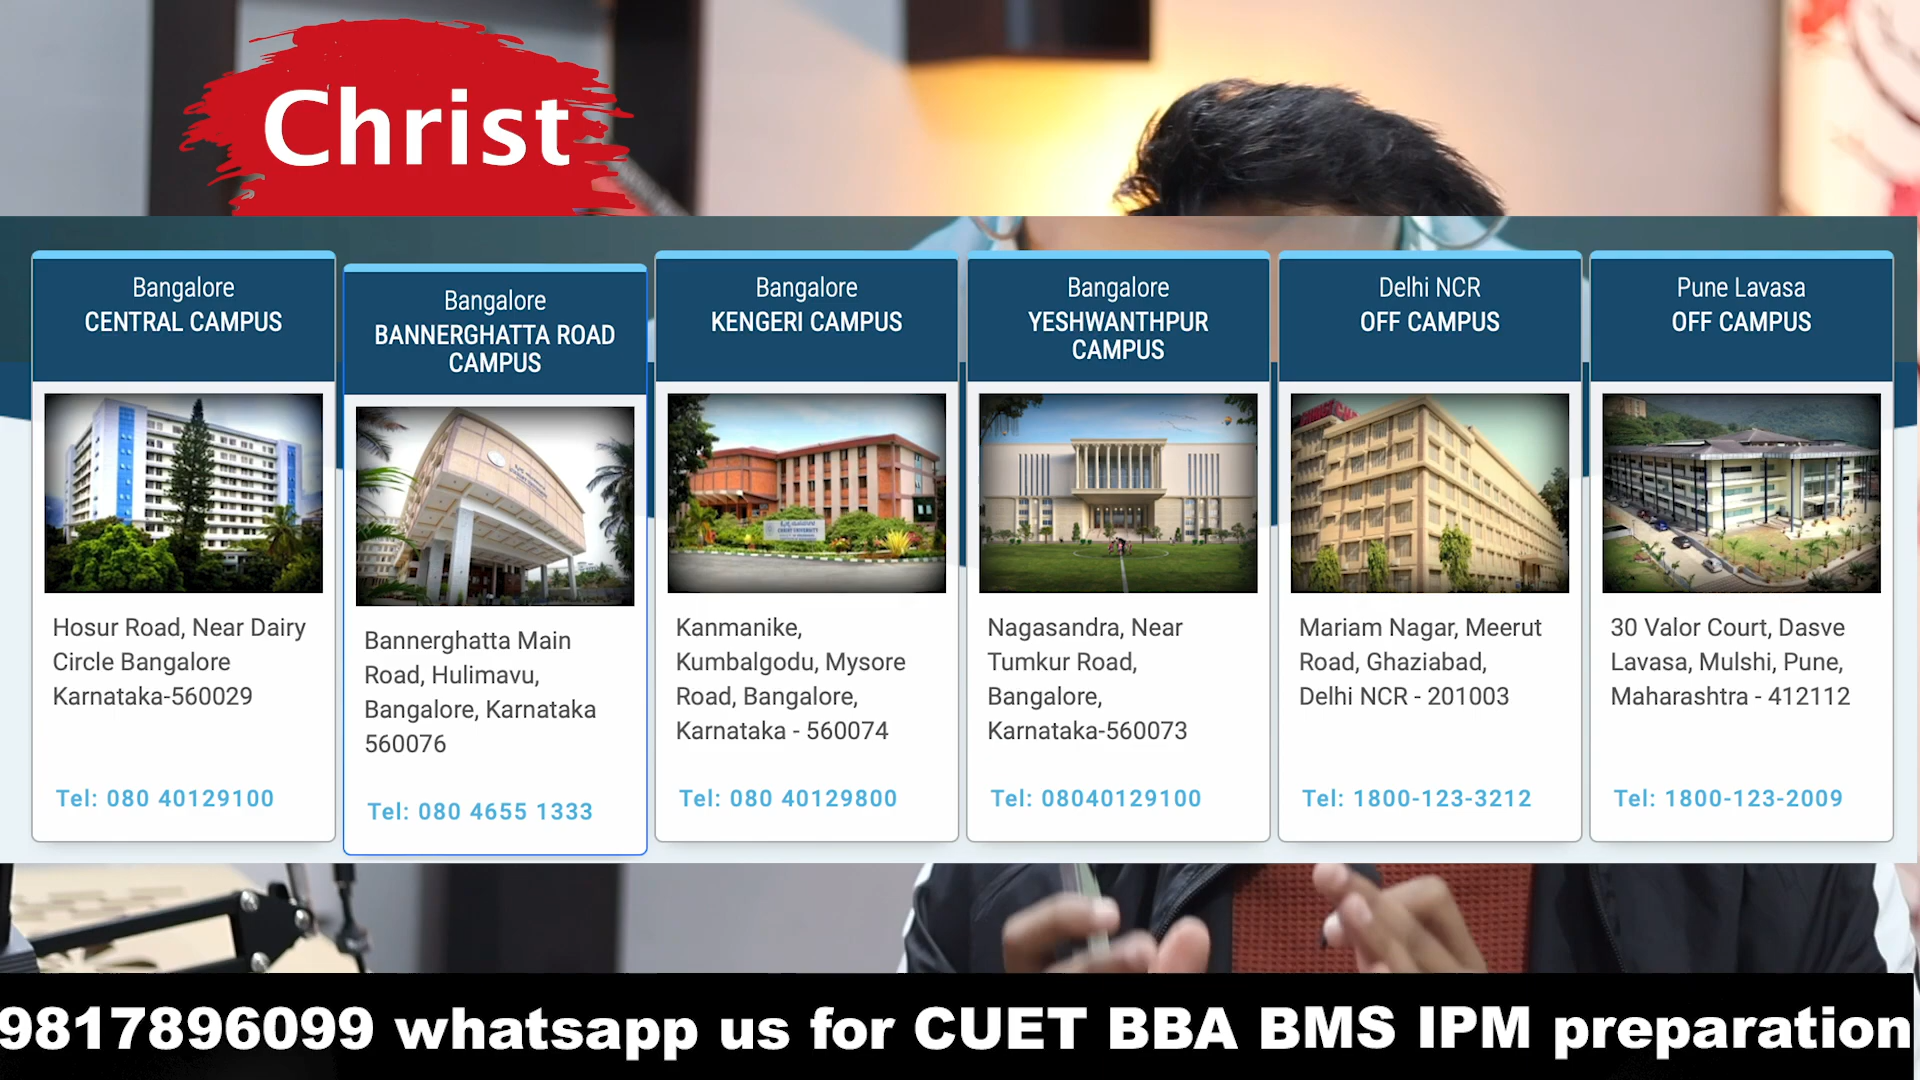 Christ
Bangalore
CENTRAL CAMPUS
Hosur Road, Near Dairy
Circle Bangalore
Karnataka-560029
Tel: 080 40129100
Bangalore
BANNERGHATTA ROAD
CAMPUS
Bannerghatta Main
Road, Hulimavu,
Bangalore, Karnataka
560076
Tel: 080 4655 1333
Bangalore
KENGERI CAMPUS
Kanmanike,
Kumbalgodu, Mysore
Road, Bangalore,
Karnataka - 560074
Tel: 080 40129800
Bangalore
YESHWANTHPUR
CAMPUS
Nagasandra, Near
Tumkur Road,
Bangalore,
Karnataka-560073
Tel: 08040129100
Delhi NCR
OFF CAMPUS
Mariam Nagar, Meerut
Road, Ghaziabad,
Delhi NCR - 201003
Tel: 1800-123-3212
Pune Lavasa
OFF CAMPUS
30 Valor Court, Dasve
Lavasa, Mulshi, Pune,
Maharashtra - 412112
Tel: 1800-123-2009
9817896099 whatsapp us for CUET BBA BMS IPM preparation